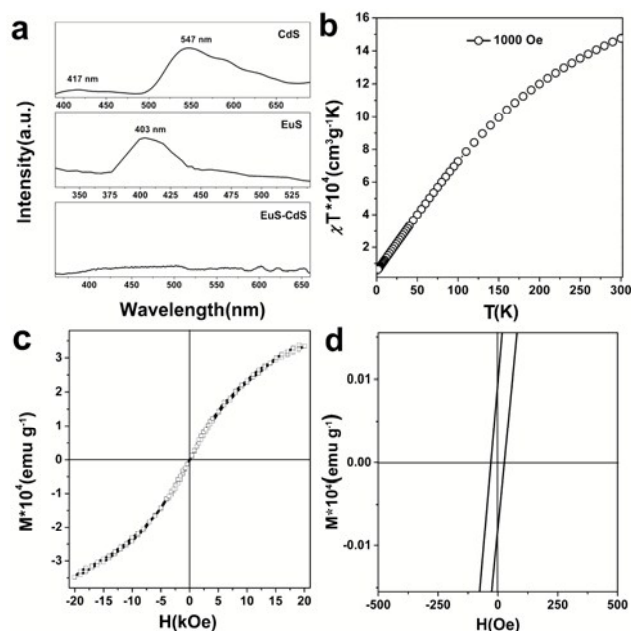 a
CdS
547 nm
417 nm
400 450 500 550 600 650
EuS
403 nm
350 375 400 425 450 475 500 525
EuS-CdS
400 450 500 550 600 650
Intensity(a.u.)
Wavelength(nm)
b
1000 Oe
16
14
12
10
8
6
4
2
0 50 100 150 200 250 300
χT*10⁴(cm³g⁻¹K)
T(K)
c
3
2
1
0
-1
-2
-3
-20 -15 -10 -5 0 5 10 15 20
M*10⁴(emu g⁻¹)
H(kOe)
d
0.01
0.00
-0.01
-500 -250 0 250 500
M*10⁴(emu g⁻¹)
H(Oe)